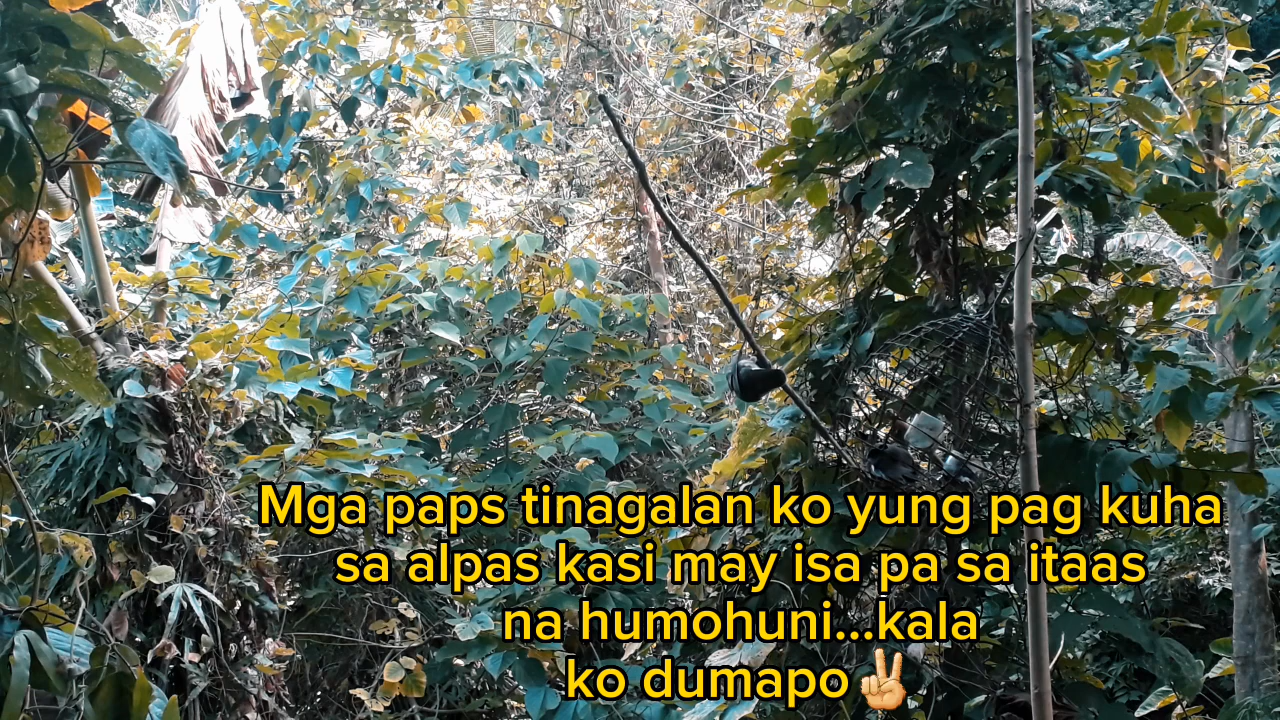 Mga paps tinagalan ko yung pag kuha
sa alpas kasi may isa pa sa itaas
na humohuni...kala
ko dumapo✌️